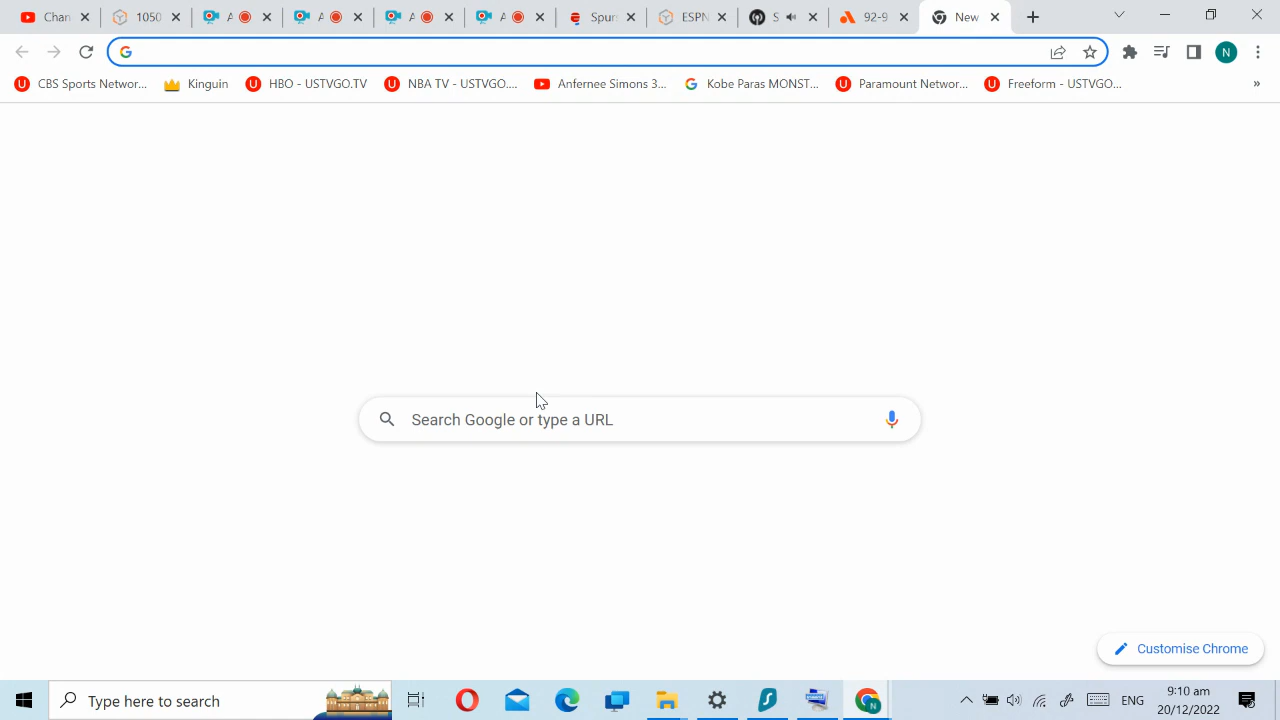 Chan 1050 A A A A Spurs ESPN S 92-9 New
CBS Sports Networ... Kinguin HBO - USTVGO.TV NBA TV - USTVGO.... Anfernee Simons 3... Kobe Paras MONST... Paramount Networ... Freeform - USTVGO... »
Search Google or type a URL
Customise Chrome
Type here to search
ENG
9:10 am
20/12/2022
N